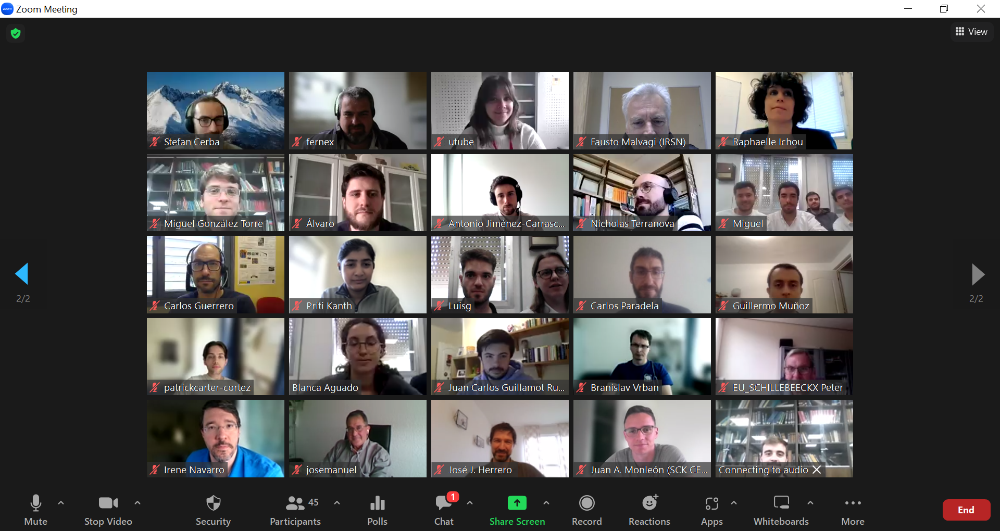 zoom Zoom Meeting
View
Stefan Cerba
fernex
utube
Fausto Malvagi (IRSN)
Raphaelle Ichou
Miguel González Torre
Álvaro
Antonio Jiménez-Carrasc...
Nicholas Terranova
Miguel
Carlos Guerrero
Priti Kanth
Luisg
Carlos Paradela
Guillermo Muñoz
2/2
2/2
patrickcarter-cortez
Blanca Aguado
Juan Carlos Guillamot Ru...
Branislav Vrban
EU_SCHILLEBEECKX Peter
Irene Navarro
josemanuel
José J. Herrero
Juan A. Monleón (SCK CE...
Connecting to audio
45
1
Mute
Stop Video
Security
Participants
Polls
Chat
Share Screen
Record
Reactions
Apps
Whiteboards
More
End